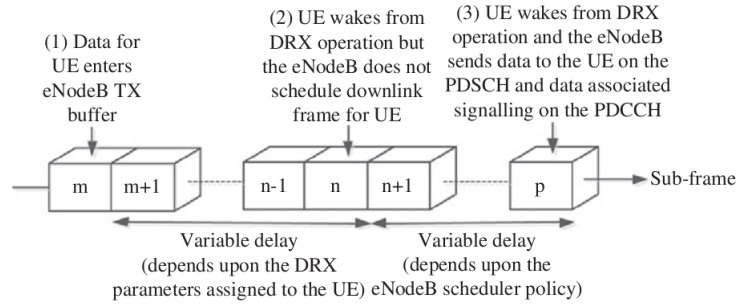 (1) Data for
UE enters
eNodeB TX
buffer
(2) UE wakes from
DRX operation but
the eNodeB does not
schedule downlink
frame for UE
(3) UE wakes from DRX
operation and the eNodeB
sends data to the UE on the
PDSCH and data associated
signalling on the PDCCH
m
m+1
n-1
n
n+1
p
Sub-frame
Variable delay
(depends upon the DRX
parameters assigned to the UE)
Variable delay
(depends upon the
eNodeB scheduler policy)